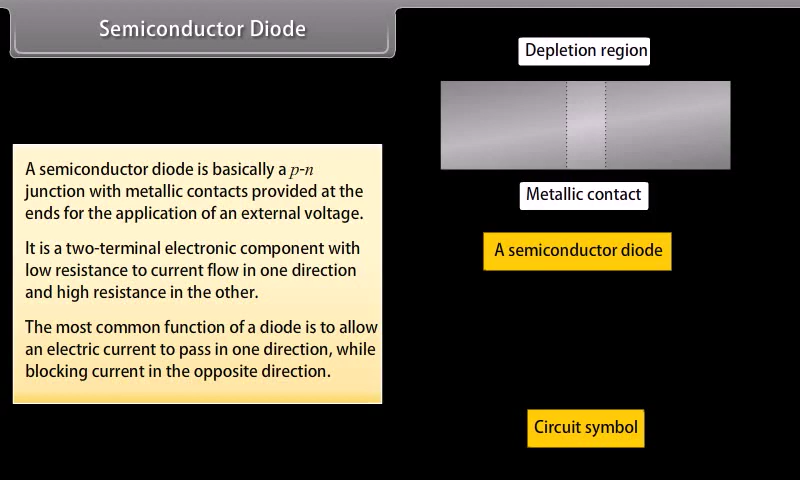 Semiconductor Diode
Depletion region
A semiconductor diode is basically a p-n
junction with metallic contacts provided at the
ends for the application of an external voltage.
It is a two-terminal electronic component with
low resistance to current flow in one direction
and high resistance in the other.
The most common function of a diode is to allow
an electric current to pass in one direction, while
blocking current in the opposite direction.
Metallic contact
A semiconductor diode
Circuit symbol